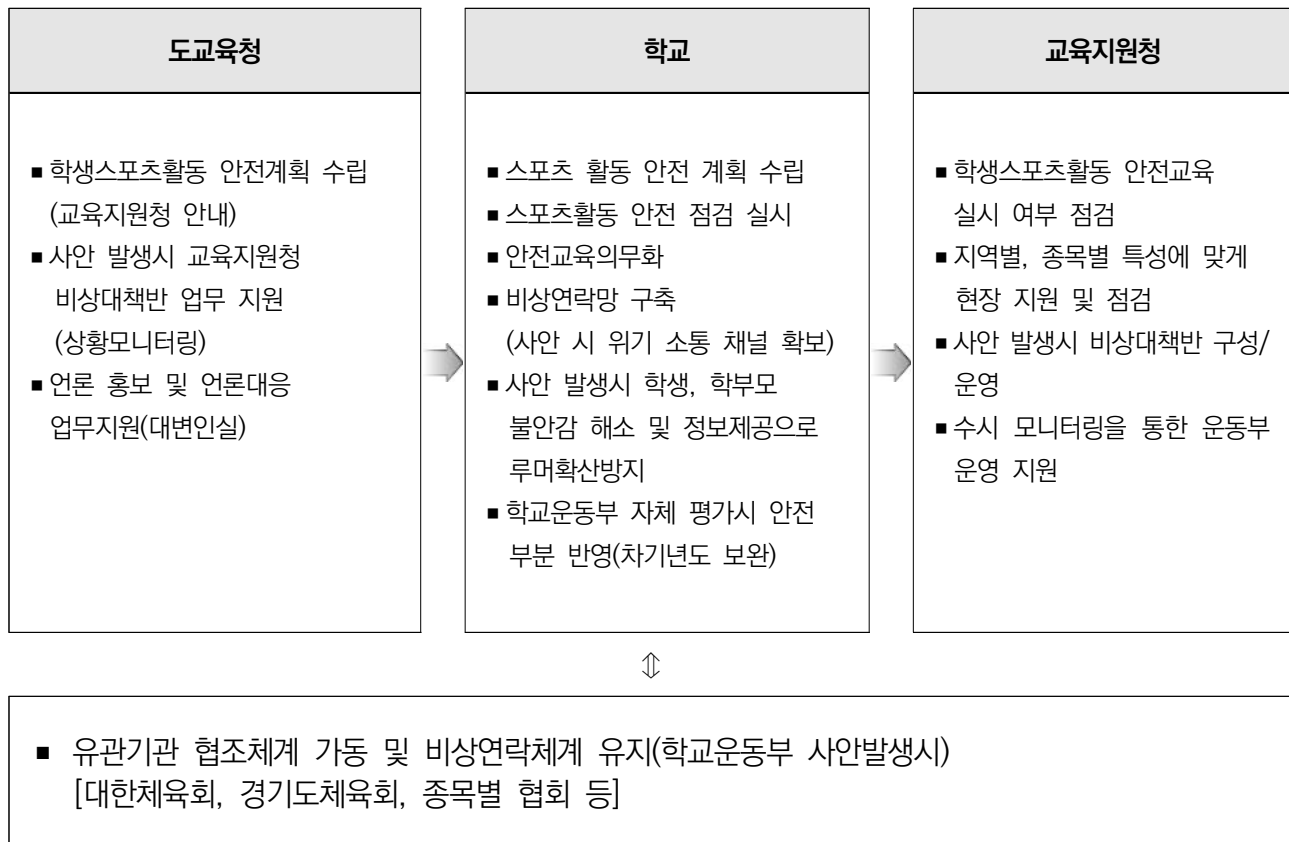 도교육청
■ 학생스포츠활동 안전계획 수립
(교육지원청 안내)
■ 사안 발생시 교육지원청
비상대책반 업무 지원
(상황모니터링)
■ 언론 홍보 및 언론대응
업무지원(대변인실)
학교
■ 스포츠 활동 안전 계획 수립
■ 스포츠활동 안전 점검 실시
■ 안전교육의무화
■ 비상연락망 구축
(사안 시 위기 소통 채널 확보)
■ 사안 발생시 학생, 학부모
불안감 해소 및 정보제공으로
루머확산방지
■ 학교운동부 자체 평가시 안전
부분 반영(차기년도 보완)
교육지원청
■ 학생스포츠활동 안전교육
실시 여부 점검
■ 지역별, 종목별 특성에 맞게
현장 지원 및 점검
■ 사안 발생시 비상대책반 구성/
운영
■ 수시 모니터링을 통한 운동부
운영 지원
⇕
■ 유관기관 협조체계 가동 및 비상연락체계 유지(학교운동부 사안발생시)
[대한체육회, 경기도체육회, 종목별 협회 등]